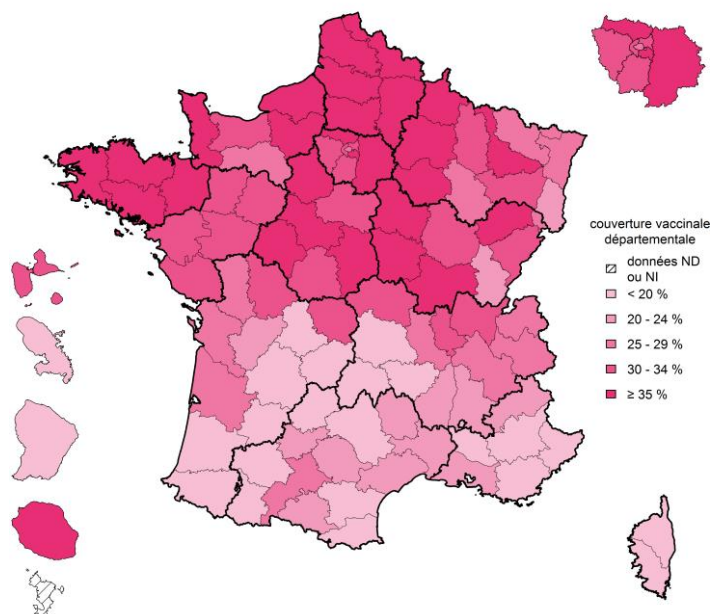 couverture vaccinale
départementale
données ND
ou NI
< 20 %
20 - 24 %
25 - 29 %
30 - 34 %
≥ 35 %